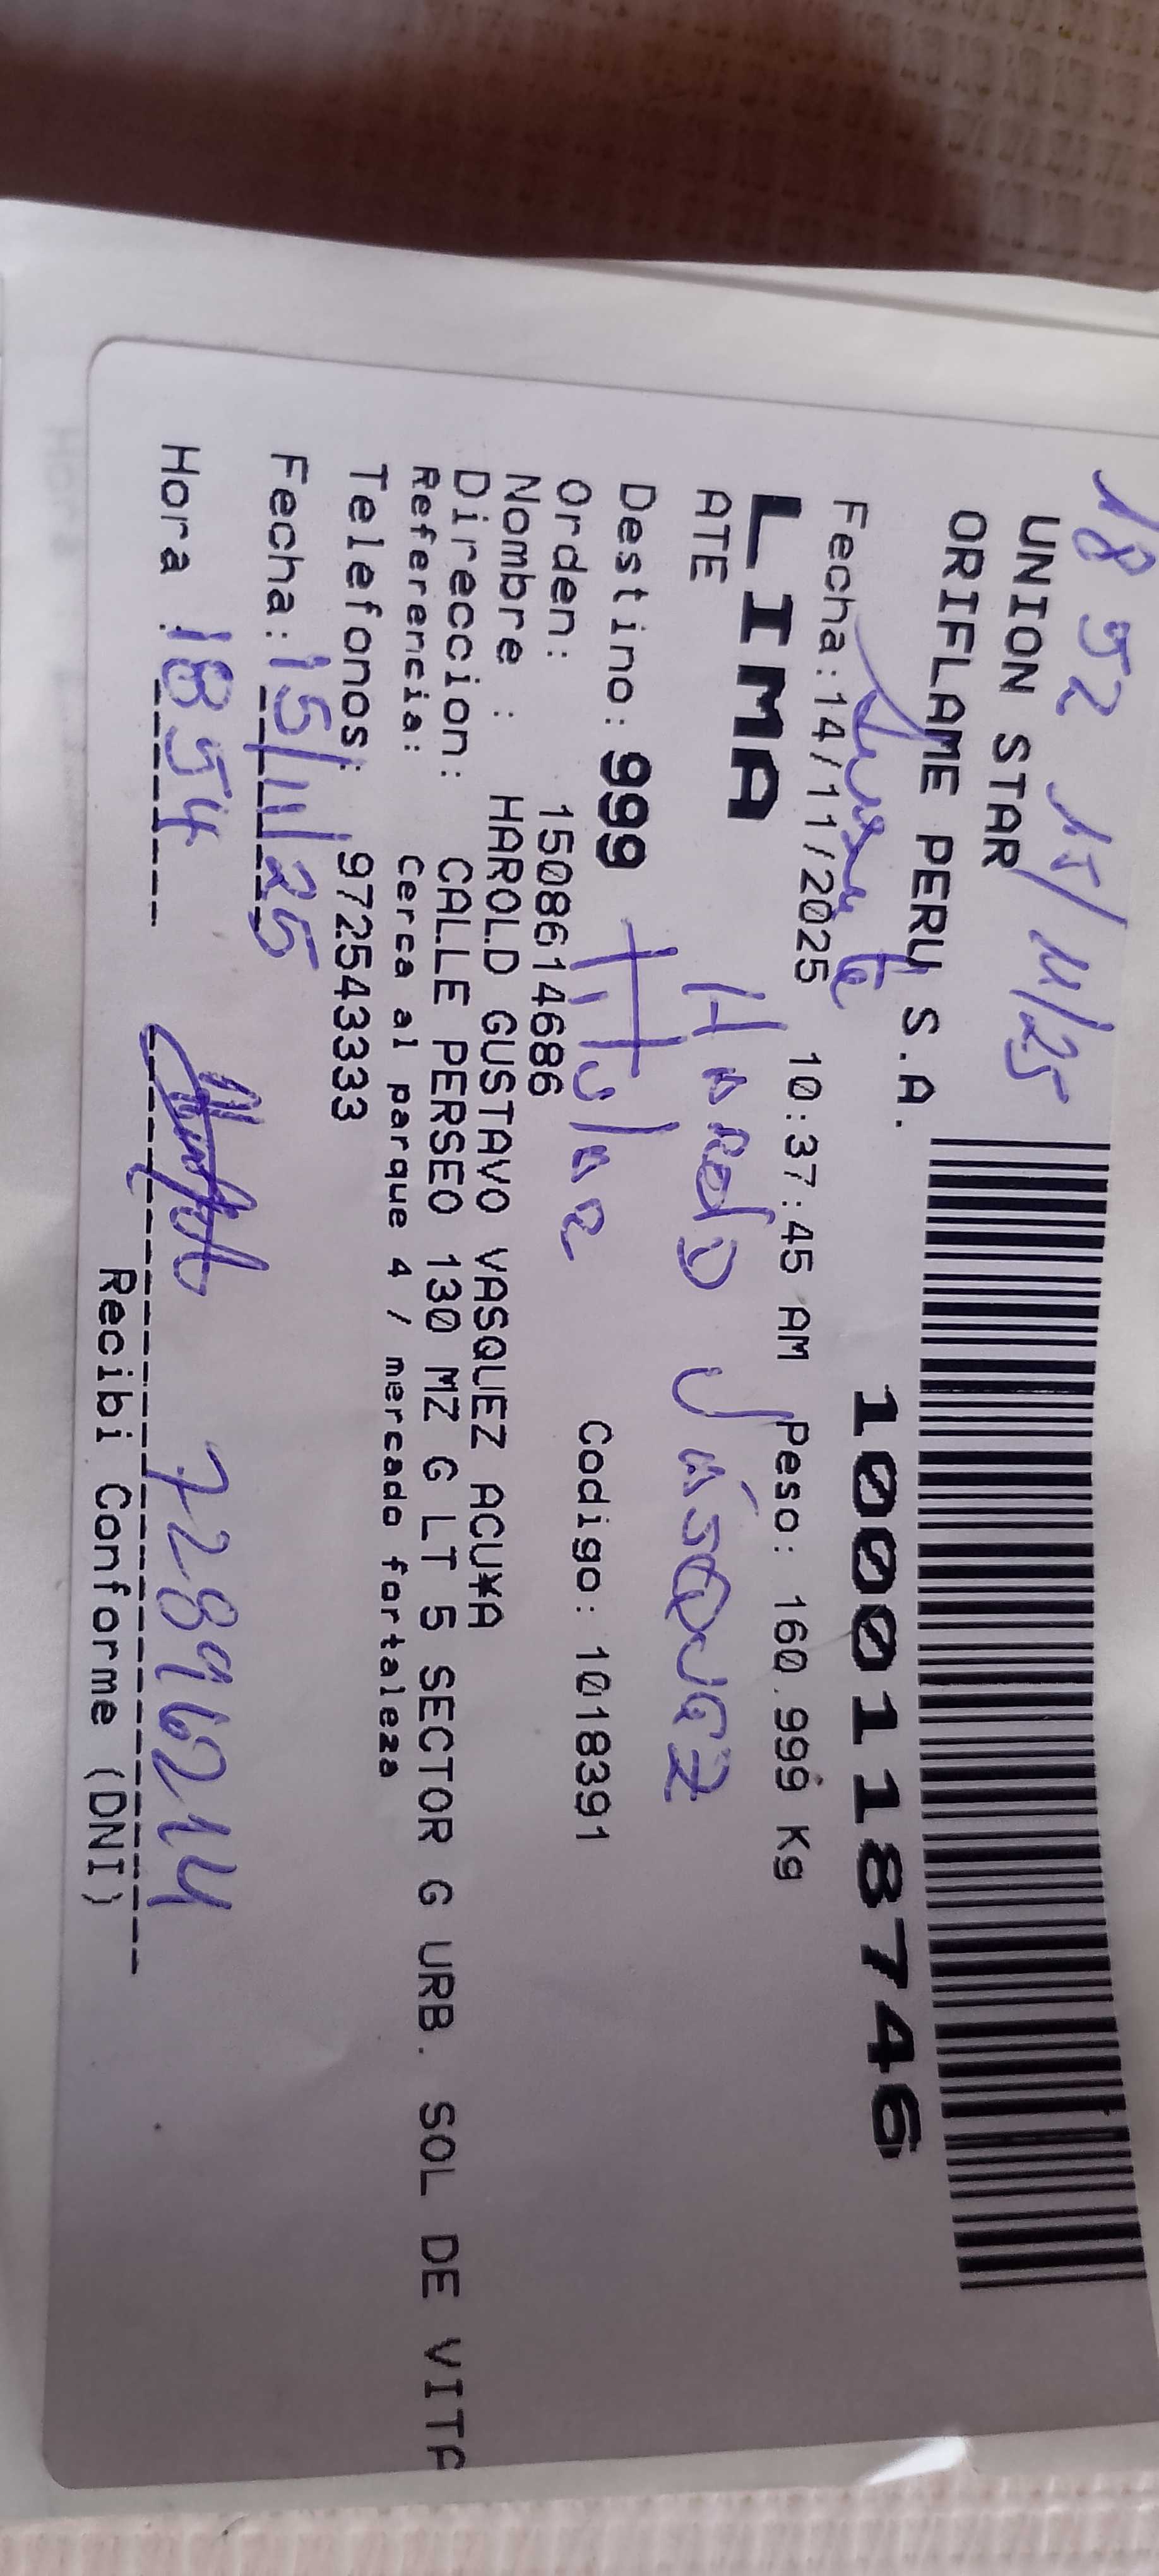 18 52 15/11/25
UNION STAR
ORIFLAME PERU S.A.
10001118746
Fecha:14/11/2025 10:37:45 AM Peso: 160.999 Kg
LIMA
ATE
Harold Vásquez
Destino: 999
Titular
Orden: 1508614686 Codigo: 1018391
Nombre : HAROLD GUSTAVO VASQUEZ ACU¥A
Direccion: CALLE PERSEO 130 MZ G LT 5 SECTOR G URB. SOL DE VITA
Referencia: Cerca al parque 4 / mercado fortaleza
Telefonos: 972543333
Fecha: 15/11/25
Hora : 18 54 72896214
Recibi Conforme (DNI)